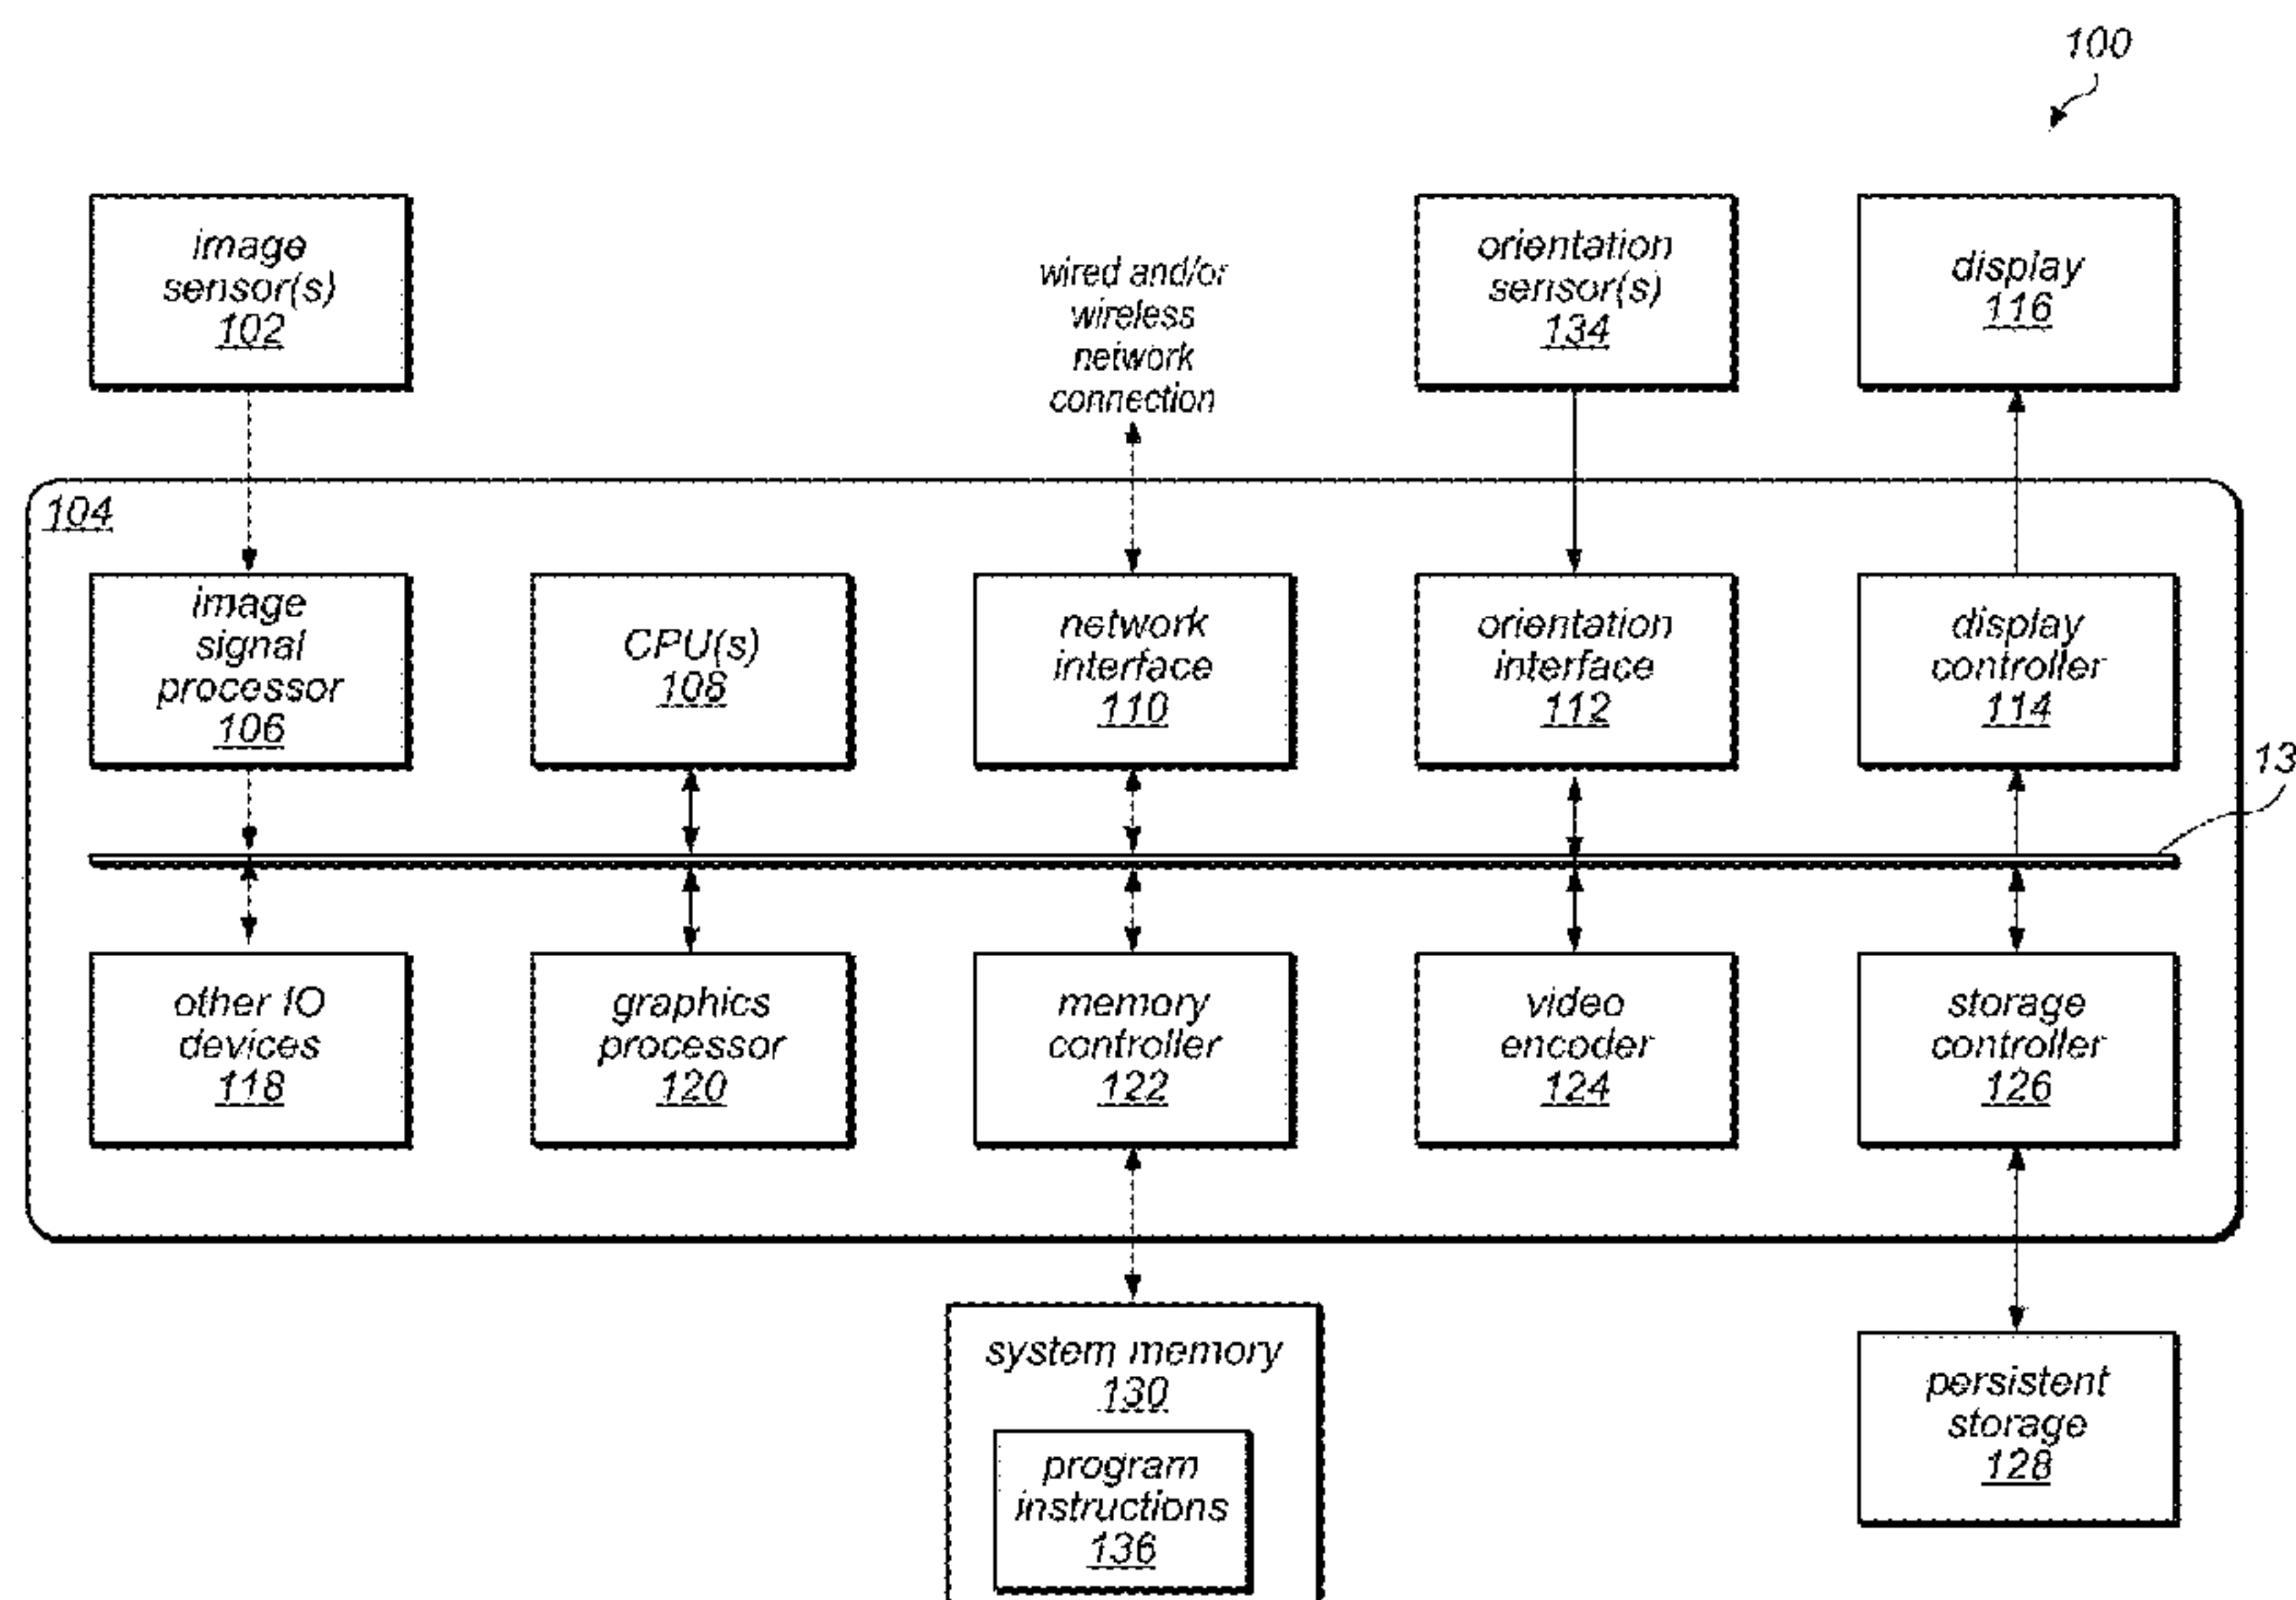 100
image
sensor(s)
102
wired and/or
wireless
network
connection
orientation
sensor(s)
134
display
116
104
image
signal
processor
106
CPU(s)
108
network
interface
110
orientation
interface
112
display
controller
114
13
other IO
devices
118
graphics
processor
120
memory
controller
122
video
encoder
124
storage
controller
126
system memory
130
program
instructions
136
persistent
storage
128